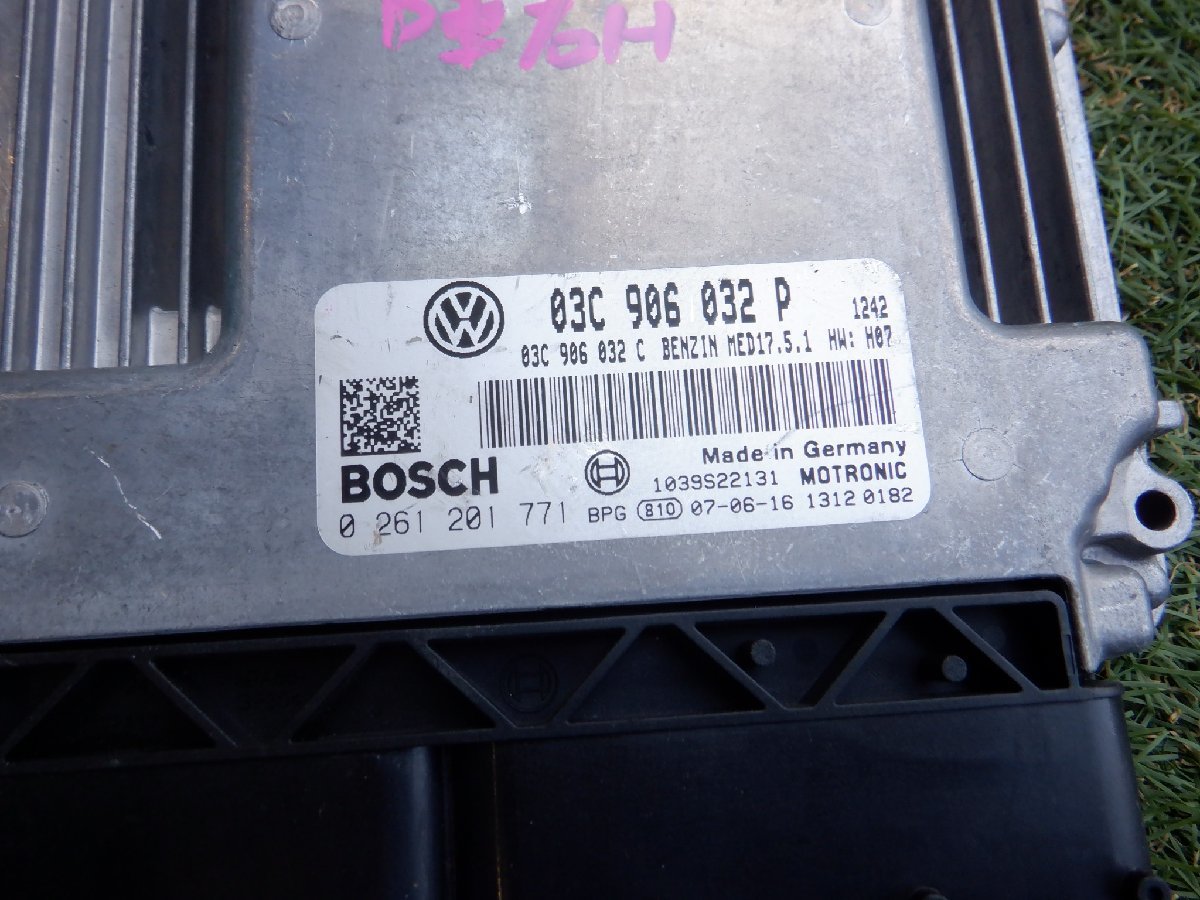 03C 906 032 P 1242
03C 906 032 C BENZIN MED17.5.1 HW: H07
Made in Germany
BOSCH 1039S22131 MOTRONIC
0 261 201 771 BPG 810 07-06-16 1312 0182